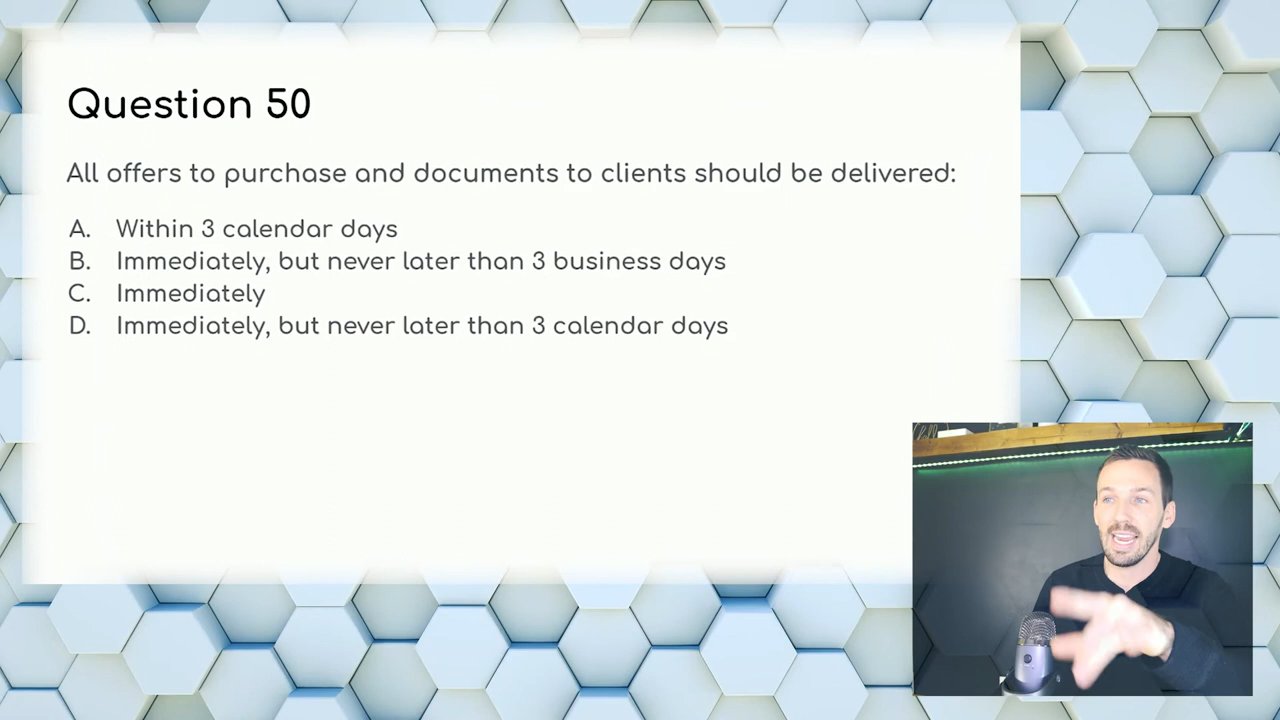 Question 50
All offers to purchase and documents to clients should be delivered:
A. Within 3 calendar days
B. Immediately, but never later than 3 business days
C. Immediately
D. Immediately, but never later than 3 calendar days